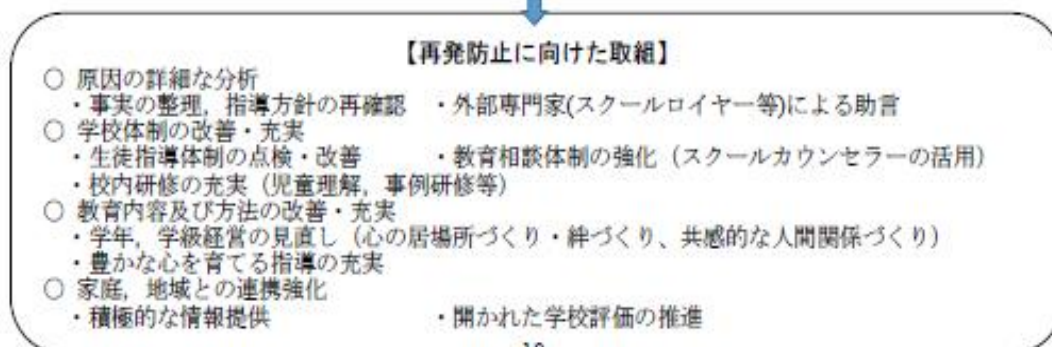 【再発防止に向けた取組】
○ 原因の詳細な分析
・事実の整理，指導方針の再確認　・外部専門家(スクールロイヤー等)による助言
○ 学校体制の改善・充実
・生徒指導体制の点検・改善　・教育相談体制の強化（スクールカウンセラーの活用）
・校内研修の充実（児童理解，事例研修等）
○ 教育内容及び方法の改善・充実
・学年，学級経営の見直し（心の居場所づくり・絆づくり、共感的な人間関係づくり）
・豊かな心を育てる指導の充実
○ 家庭，地域との連携強化
・積極的な情報提供　・開かれた学校評価の推進